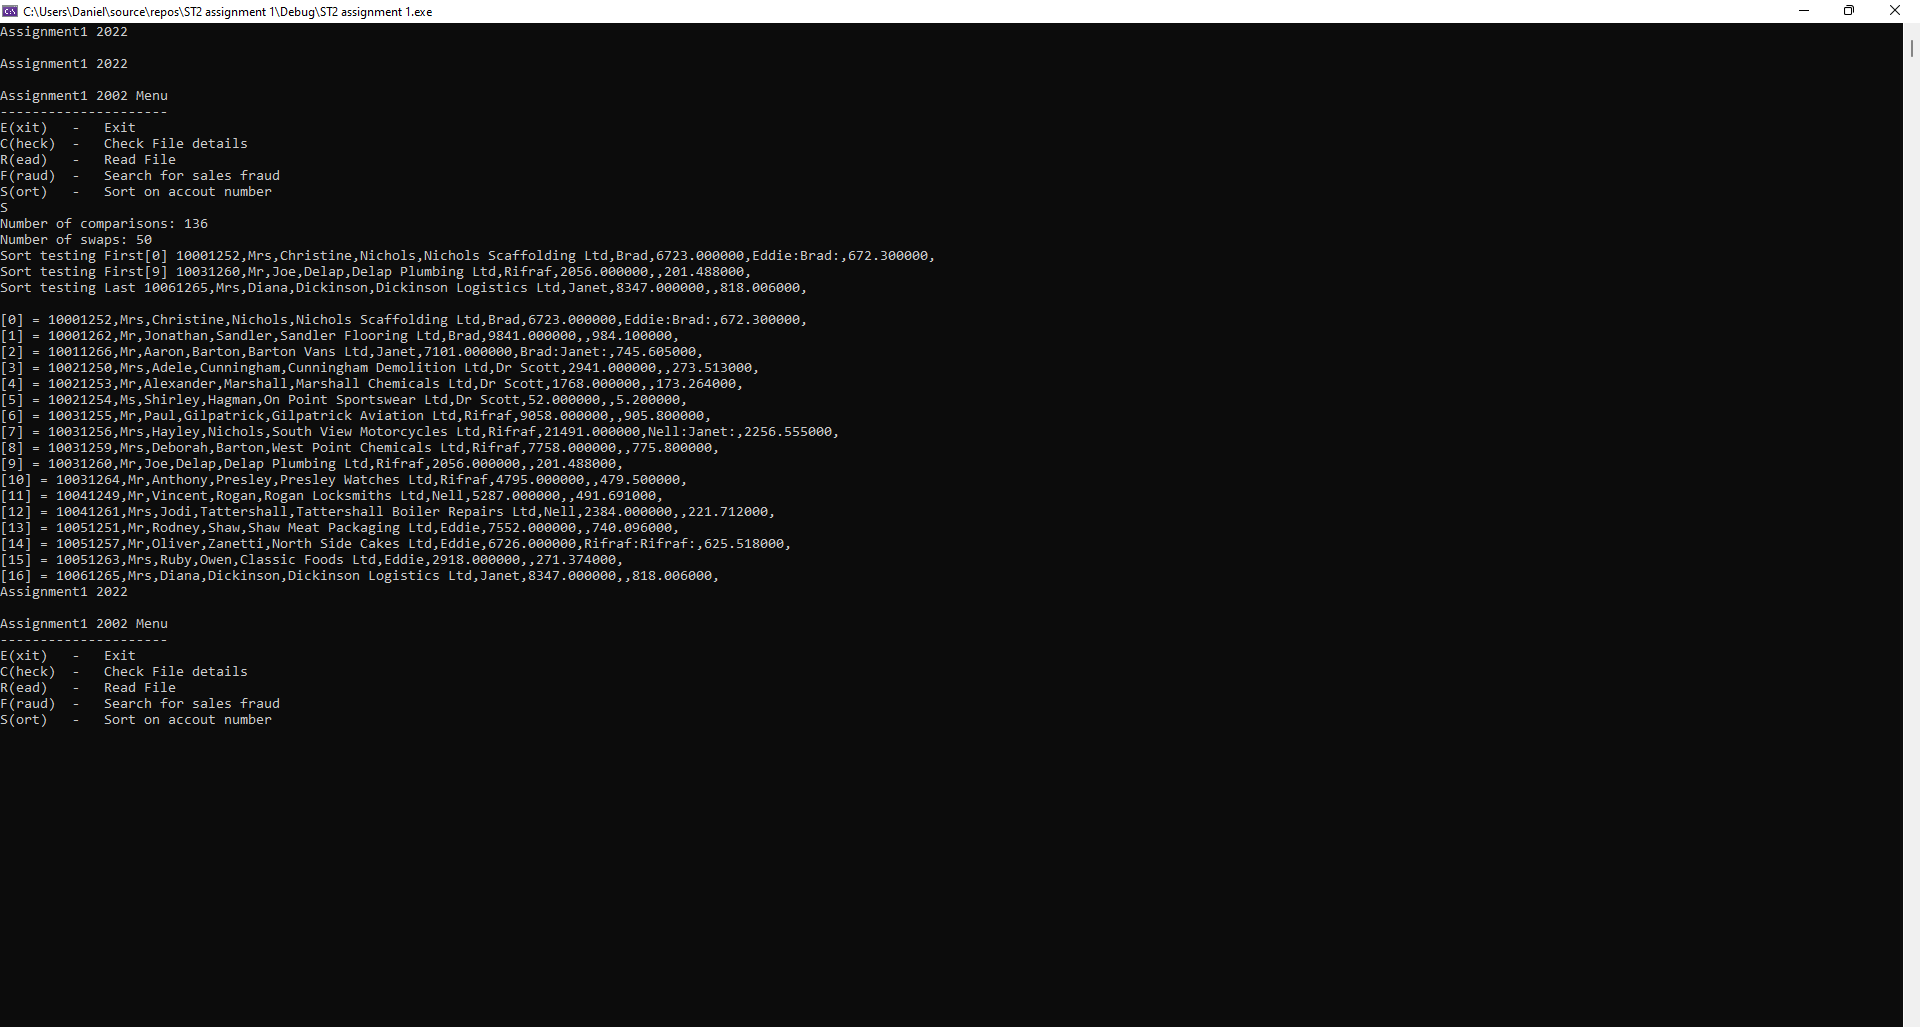 C:\Users\Daniel\source\repos\ST2 assignment 1\Debug\ST2 assignment 1.exe
Assignment1 2022
Assignment1 2022
Assignment1 2002 Menu
---------------------
E(xit)   -   Exit
C(heck)  -   Check File details
R(ead)   -   Read File
F(raud)  -   Search for sales fraud
S(ort)   -   Sort on accout number
S
Number of comparisons: 136
Number of swaps: 50
Sort testing First[0] 10001252,Mrs,Christine,Nichols,Nichols Scaffolding Ltd,Brad,6723.000000,Eddie:Brad:,672.300000,
Sort testing First[9] 10031260,Mr,Joe,Delap,Delap Plumbing Ltd,Rifraf,2056.000000,,201.488000,
Sort testing Last 10061265,Mrs,Diana,Dickinson,Dickinson Logistics Ltd,Janet,8347.000000,,818.006000,
[0] = 10001252,Mrs,Christine,Nichols,Nichols Scaffolding Ltd,Brad,6723.000000,Eddie:Brad:,672.300000,
[1] = 10001262,Mr,Jonathan,Sandler,Sandler Flooring Ltd,Brad,9841.000000,,984.100000,
[2] = 10011266,Mr,Aaron,Barton,Barton Vans Ltd,Janet,7101.000000,Brad:Janet:,745.605000,
[3] = 10021250,Mrs,Adele,Cunningham,Cunningham Demolition Ltd,Dr Scott,2941.000000,,273.513000,
[4] = 10021253,Mr,Alexander,Marshall,Marshall Chemicals Ltd,Dr Scott,1768.000000,,173.264000,
[5] = 10021254,Ms,Shirley,Hagman,On Point Sportswear Ltd,Dr Scott,52.000000,,5.200000,
[6] = 10031255,Mr,Paul,Gilpatrick,Gilpatrick Aviation Ltd,Rifraf,9058.000000,,905.800000,
[7] = 10031256,Mrs,Hayley,Nichols,South View Motorcycles Ltd,Rifraf,21491.000000,Nell:Janet:,2256.555000,
[8] = 10031259,Mrs,Deborah,Barton,West Point Chemicals Ltd,Rifraf,7758.000000,,775.800000,
[9] = 10031260,Mr,Joe,Delap,Delap Plumbing Ltd,Rifraf,2056.000000,,201.488000,
[10] = 10031264,Mr,Anthony,Presley,Presley Watches Ltd,Rifraf,4795.000000,,479.500000,
[11] = 10041249,Mr,Vincent,Rogan,Rogan Locksmiths Ltd,Nell,5287.000000,,491.691000,
[12] = 10041261,Mrs,Jodi,Tattershall,Tattershall Boiler Repairs Ltd,Nell,2384.000000,,221.712000,
[13] = 10051251,Mr,Rodney,Shaw,Shaw Meat Packaging Ltd,Eddie,7552.000000,,740.096000,
[14] = 10051257,Mr,Oliver,Zanetti,North Side Cakes Ltd,Eddie,6726.000000,Rifraf:Rifraf:,625.518000,
[15] = 10051263,Mrs,Ruby,Owen,Classic Foods Ltd,Eddie,2918.000000,,271.374000,
[16] = 10061265,Mrs,Diana,Dickinson,Dickinson Logistics Ltd,Janet,8347.000000,,818.006000,
Assignment1 2022
Assignment1 2002 Menu
---------------------
E(xit)   -   Exit
C(heck)  -   Check File details
R(ead)   -   Read File
F(raud)  -   Search for sales fraud
S(ort)   -   Sort on accout number